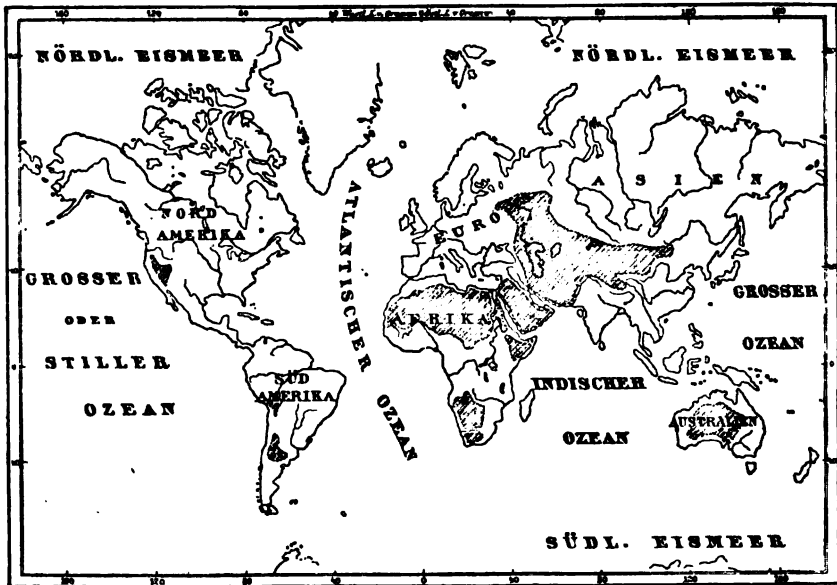 NÖRDL. EISMEER
NÖRDL. EISMEER
ASIEN
NORD
AMERIKA
EURO
ATLANTISCHER OZEAN
GROSSER
ODER
STILLER
OZEAN
GROSSER
OZEAN
AFRIKA
SÜD
AMERIKA
INDISCHER
OZEAN
AUSTRALIEN
SÜDL. EISMEER